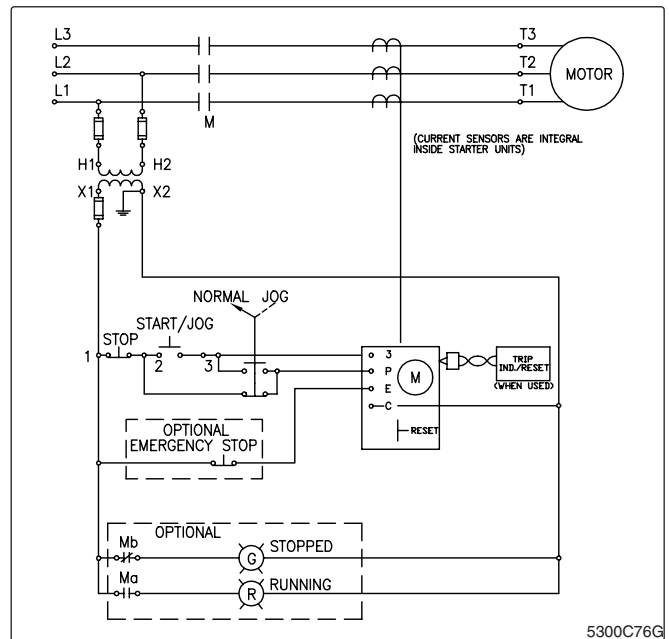 L3
T3
L2
T2
MOTOR
L1
T1
M
(CURRENT SENSORS ARE INTEGRAL
INSIDE STARTER UNITS)
H1
H2
X1
X2
NORMAL JOG
START/JOG
STOP
1
2
3
3
P
E
C
M
RESET
TRIP
IND./RESET
(WHEN USED)
OPTIONAL
EMERGENCY STOP
OPTIONAL
Mb
G
STOPPED
Ma
R
RUNNING
5300C76G